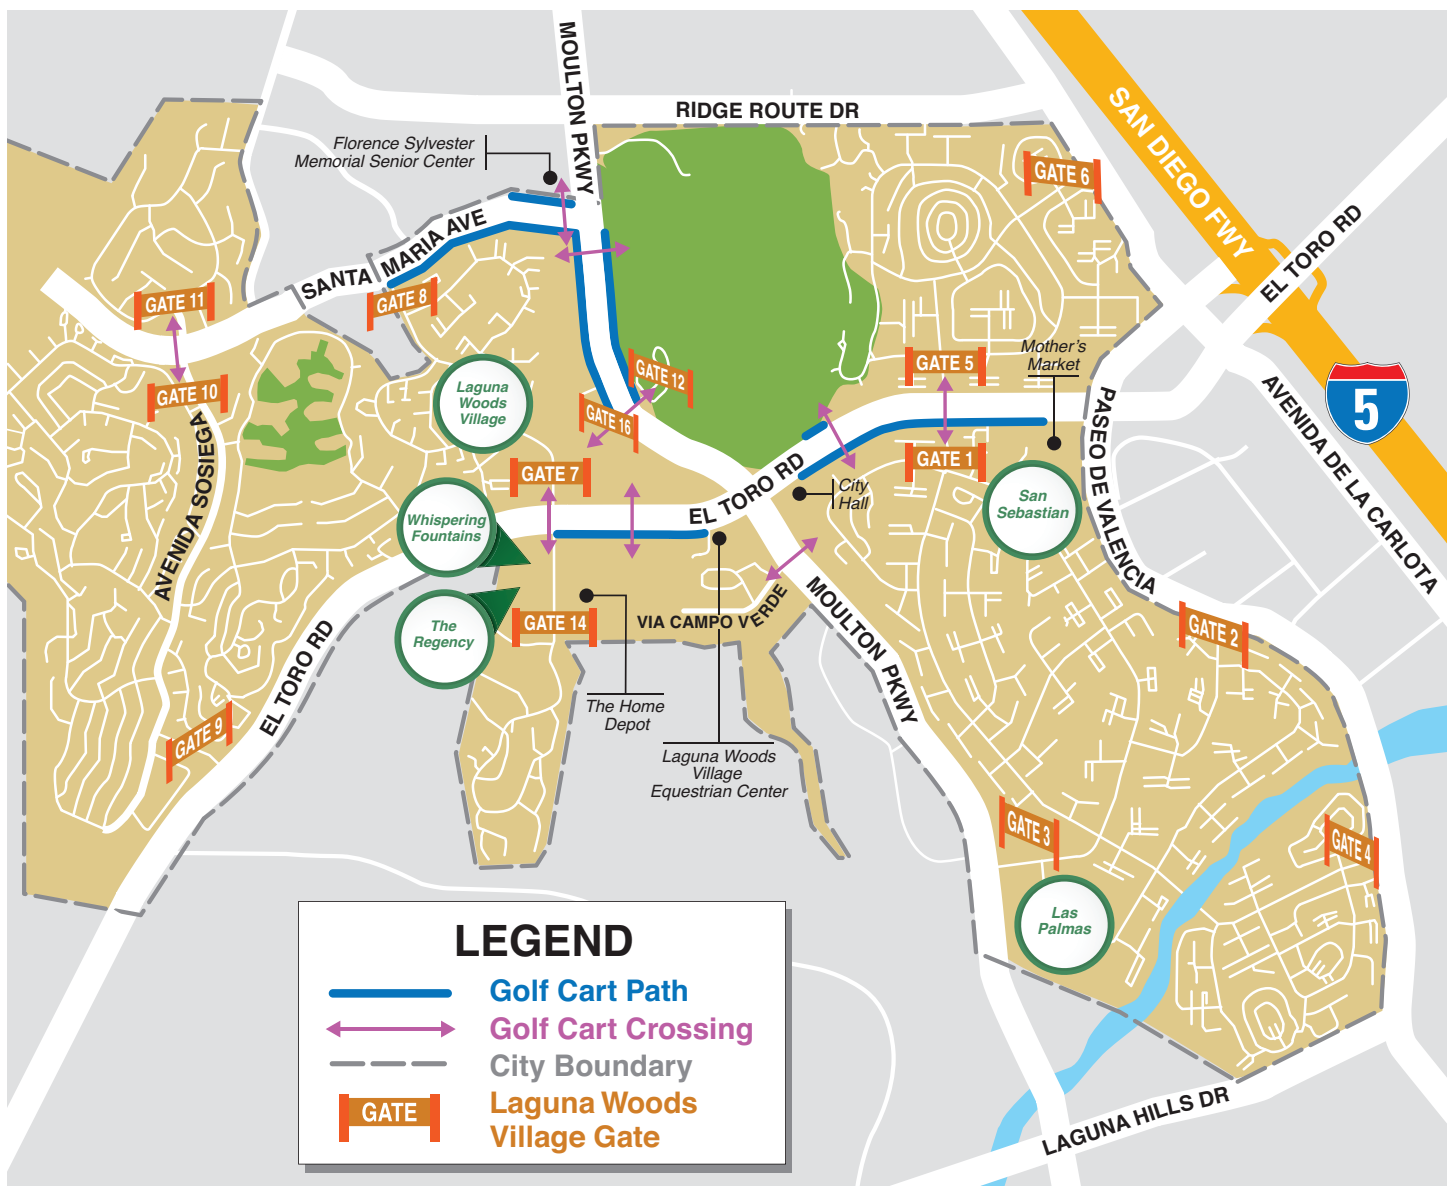 MOULTON PKWY
RIDGE ROUTE DR
SAN DIEGO FWY
Florence Sylvester
Memorial Senior Center
GATE 6
EL TORO RD
SANTA MARIA AVE
GATE 11
GATE 8
GATE 10
Laguna
Woods
Village
GATE 12
GATE 16
GATE 5
Mother's
Market
5
AVENIDA DE LA CARLOTA
PASEO DE VALENCIA
AVENIDA SOSIEGA
GATE 7
GATE 1
EL TORO RD
City
Hall
San
Sebastian
Whispering
Fountains
The
Regency
GATE 14
VIA CAMPO VERDE
MOULTON PKWY
GATE 2
EL TORO RD
GATE 9
The Home
Depot
Laguna Woods
Village
Equestrian Center
GATE 3
GATE 4
Las
Palmas
LEGEND
Golf Cart Path
Golf Cart Crossing
City Boundary
GATE
Laguna Woods
Village Gate
LAGUNA HILLS DR